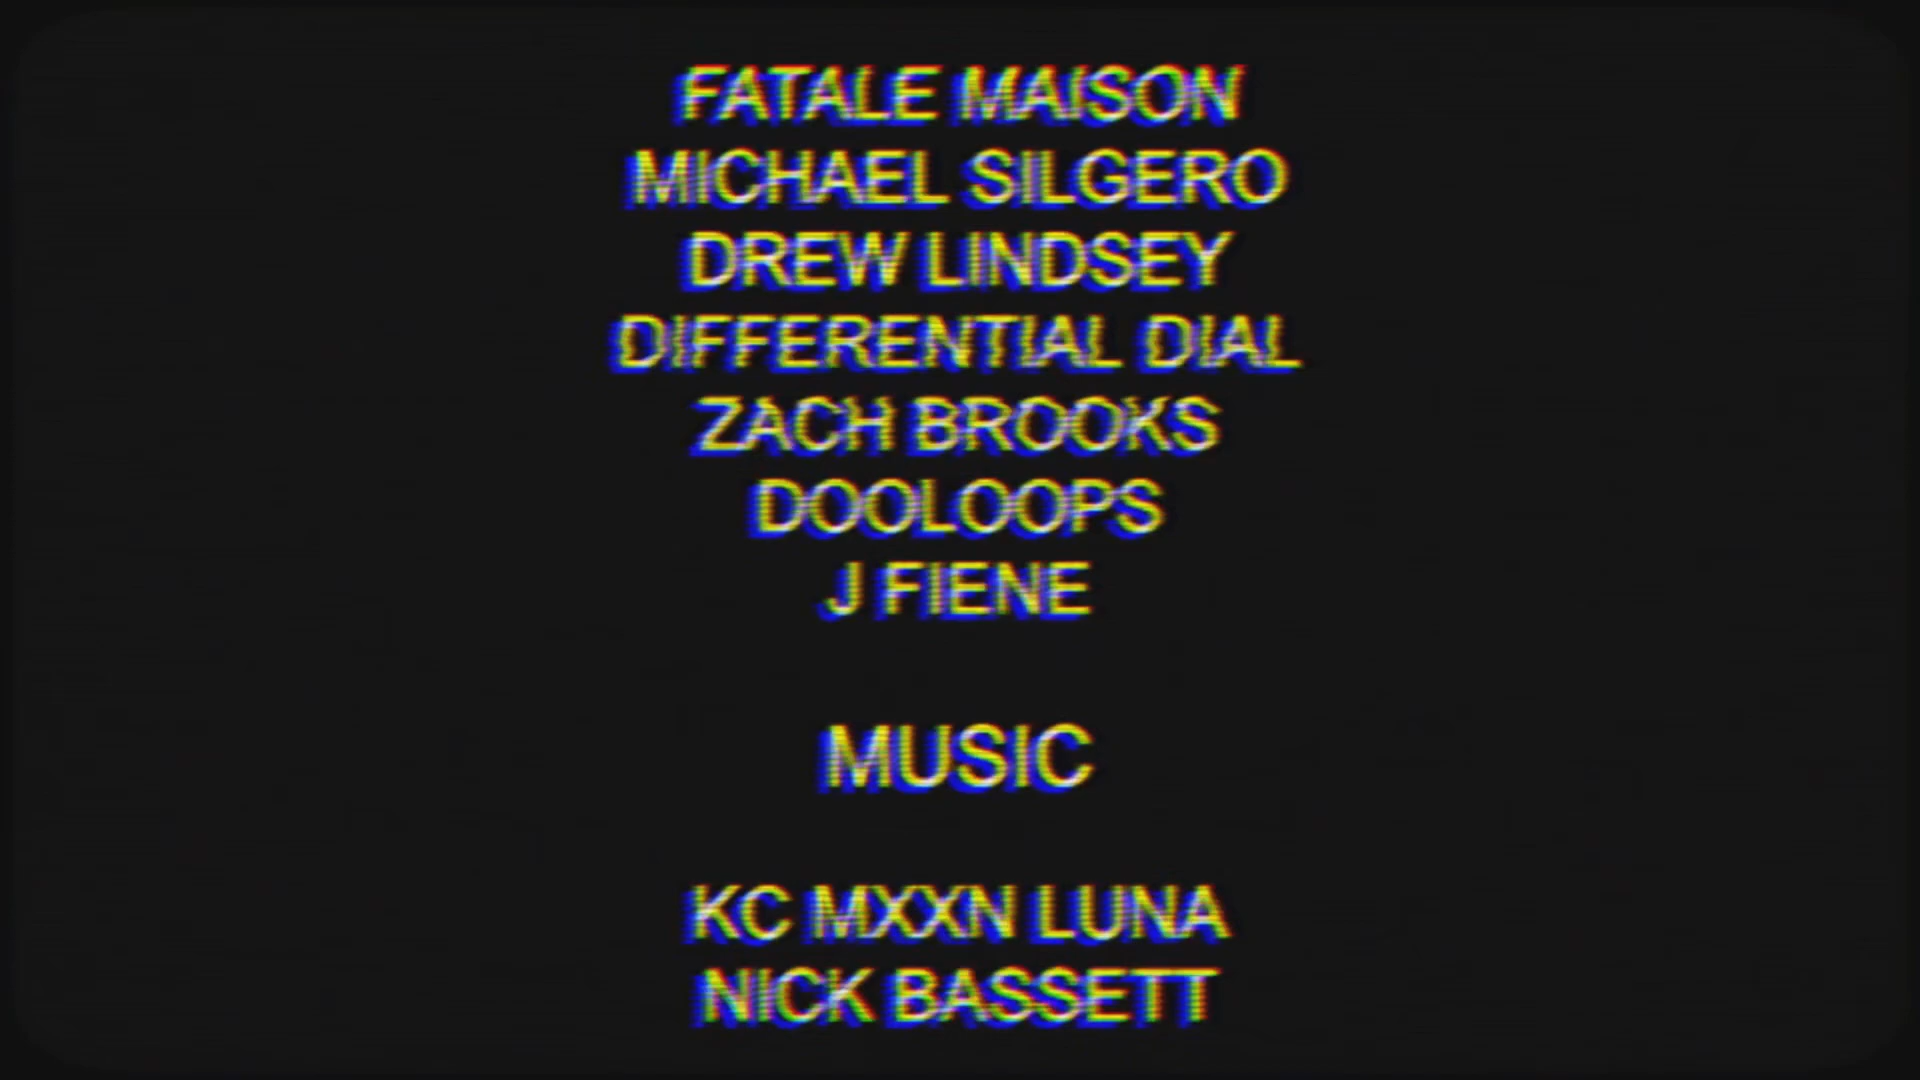 FATALE MAISON
MICHAEL SILGERO
DREW LINDSEY
DIFFERENTIAL DIAL
ZACH BROOKS
DOOLOOPS
J FIENE
MUSIC
KC MXXN LUNA
NICK BASSETT